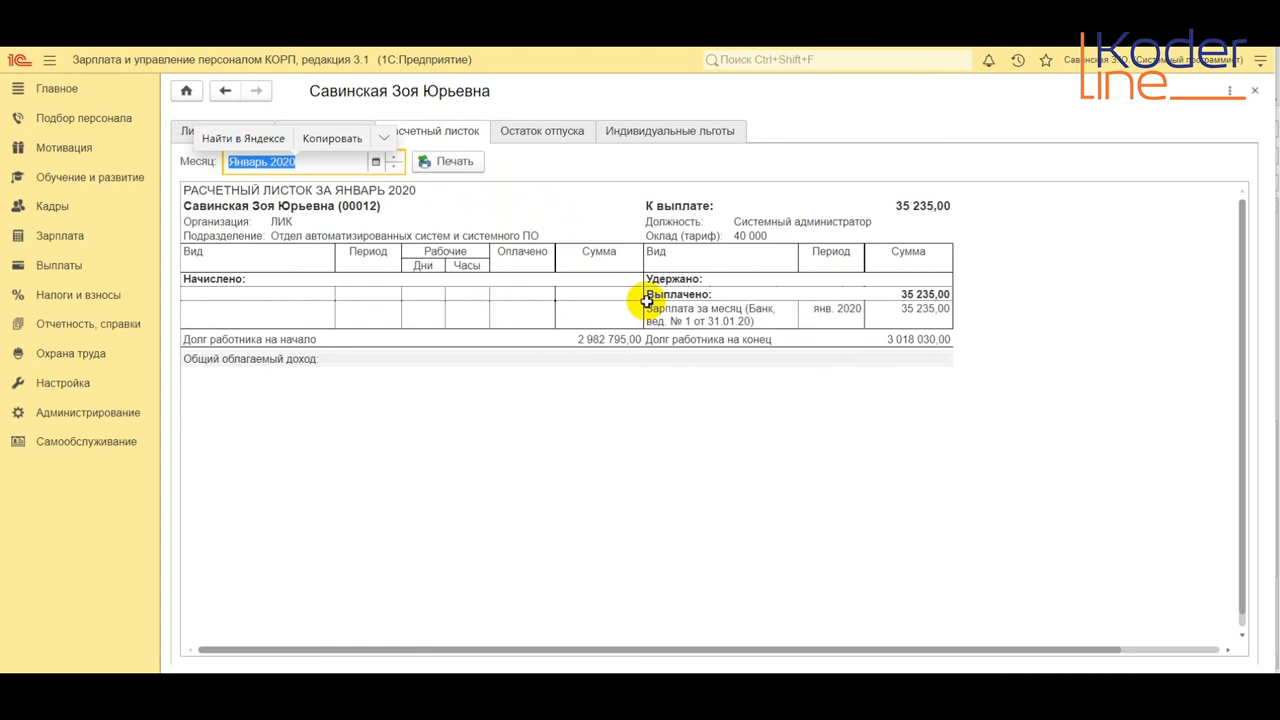 Koder
line
1С Зарплата и управление персоналом КОРП, редакция 3.1 (1С:Предприятие)
Поиск Ctrl+Shift+F
Главное
Подбор персонала
Мотивация
Обучение и развитие
Кадры
Зарплата
Выплаты
Налоги и взносы
Отчетность, справки
Охрана труда
Настройка
Администрирование
Самообслуживание
Савинская Зоя Юрьевна
Найти в Яндексе Копировать
Остаток отпуска Индивидуальные льготы
Месяц: Январь 2020 Печать
РАСЧЕТНЫЙ ЛИСТОК ЗА ЯНВАРЬ 2020
Савинская Зоя Юрьевна (00012) К выплате: 35 235,00
Организация: ЛИК Должность: Системный администратор
Подразделение: Отдел автоматизированных систем и системного ПО Оклад (тариф): 40 000
Вид Период Рабочие Оплачено Сумма Вид Период Сумма
Дни Часы
Начислено: Удержано:
Выплачено: 35 235,00
Зарплата за месяц (Банк, янв. 2020 35 235,00
вед. № 1 от 31.01.20)
Долг работника на начало 2 982 795,00 Долг работника на конец 3 018 030,00
Общий облагаемый доход: